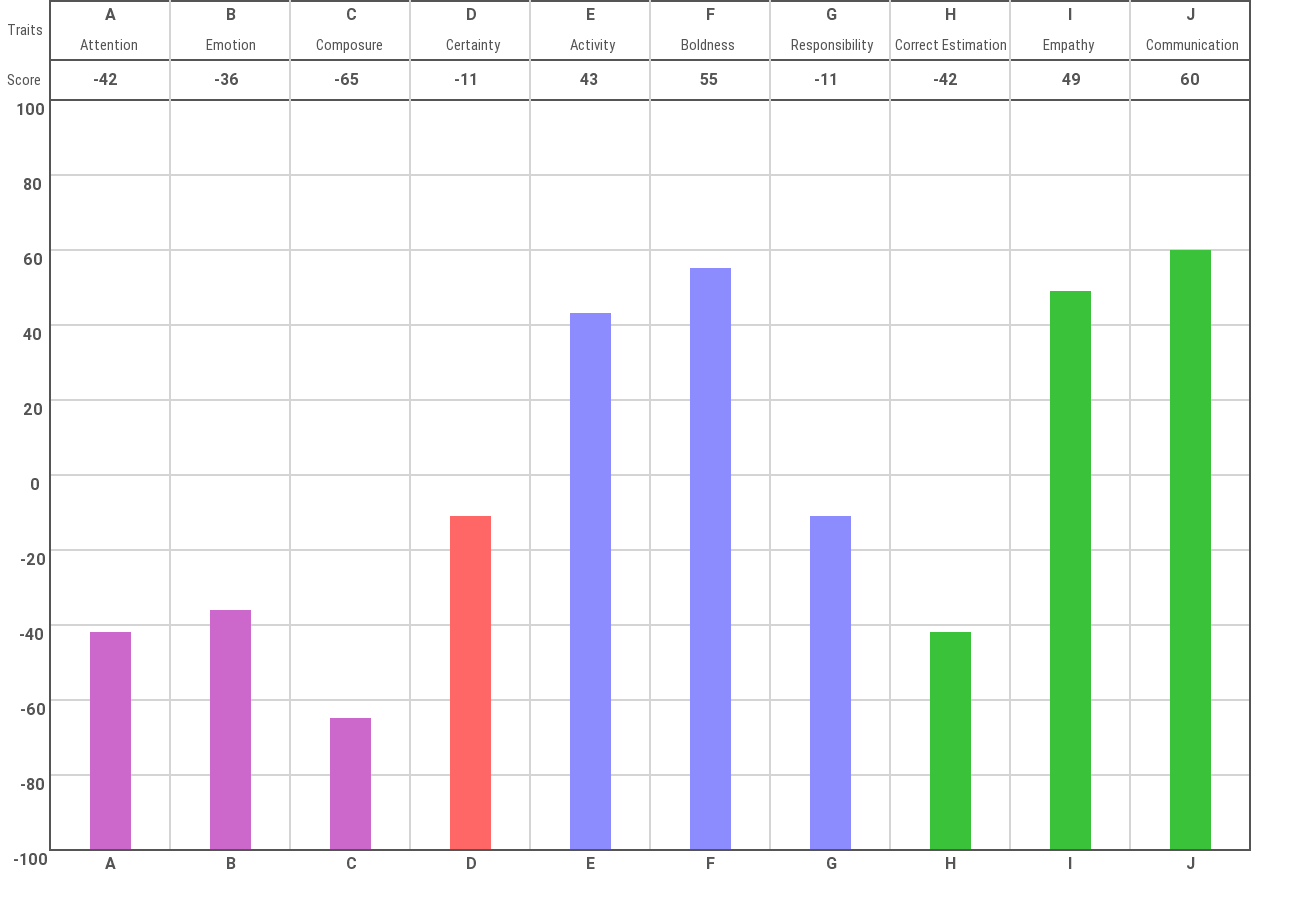 A B C D E F G H I J
Traits
Attention Emotion Composure Certainty Activity Boldness Responsibility Correct Estimation Empathy Communication
Score -42 -36 -65 -11 43 55 -11 -42 49 60
100
80
60
40
20
0
-20
-40
-60
-80
-100
A B C D E F G H I J